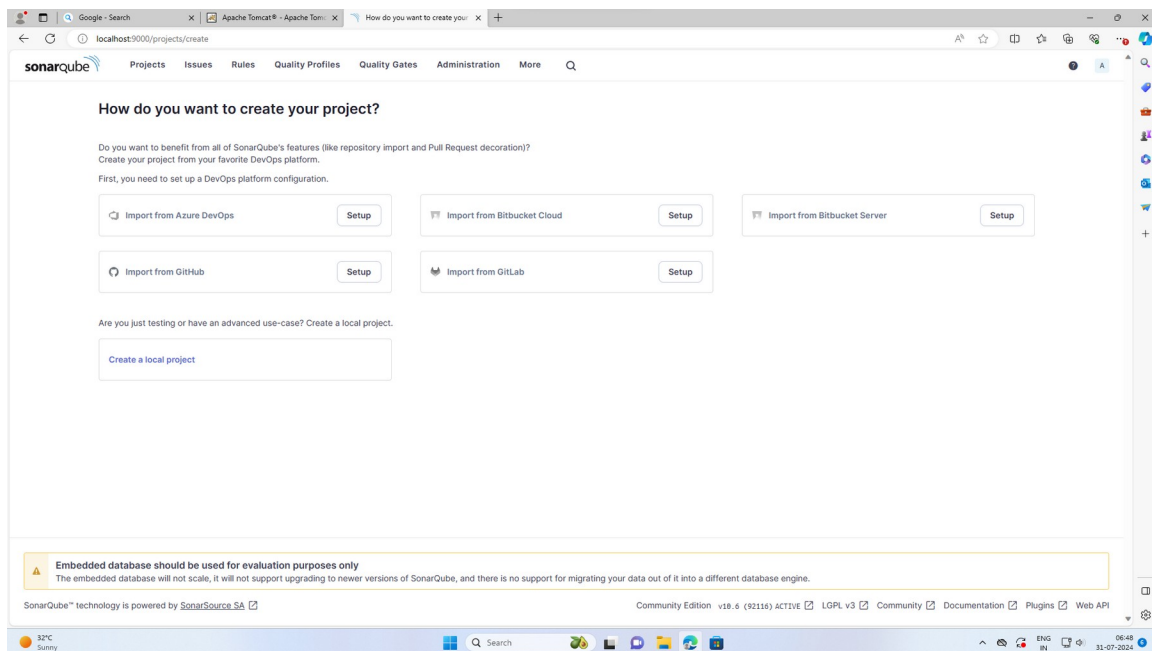 Google - Search
Apache Tomcat® - Apache Tomc
How do you want to create your
localhost:9000/projects/create
sonarqube
Projects Issues Rules Quality Profiles Quality Gates Administration More
A
How do you want to create your project?
Do you want to benefit from all of SonarQube's features (like repository import and Pull Request decoration)?
Create your project from your favorite DevOps platform.
First, you need to set up a DevOps platform configuration.
Import from Azure DevOps Setup
Import from Bitbucket Cloud Setup
Import from Bitbucket Server Setup
Import from GitHub Setup
Import from GitLab Setup
Are you just testing or have an advanced use-case? Create a local project.
Create a local project
Embedded database should be used for evaluation purposes only
The embedded database will not scale, it will not support upgrading to newer versions of SonarQube, and there is no support for migrating your data out of it into a different database engine.
SonarQube™ technology is powered by SonarSource SA
Community Edition v10.6 (92116) ACTIVE LGPL v3 Community Documentation Plugins Web API
32°C
Sunny
Search
ENG
IN
06:48
31-07-2024
6